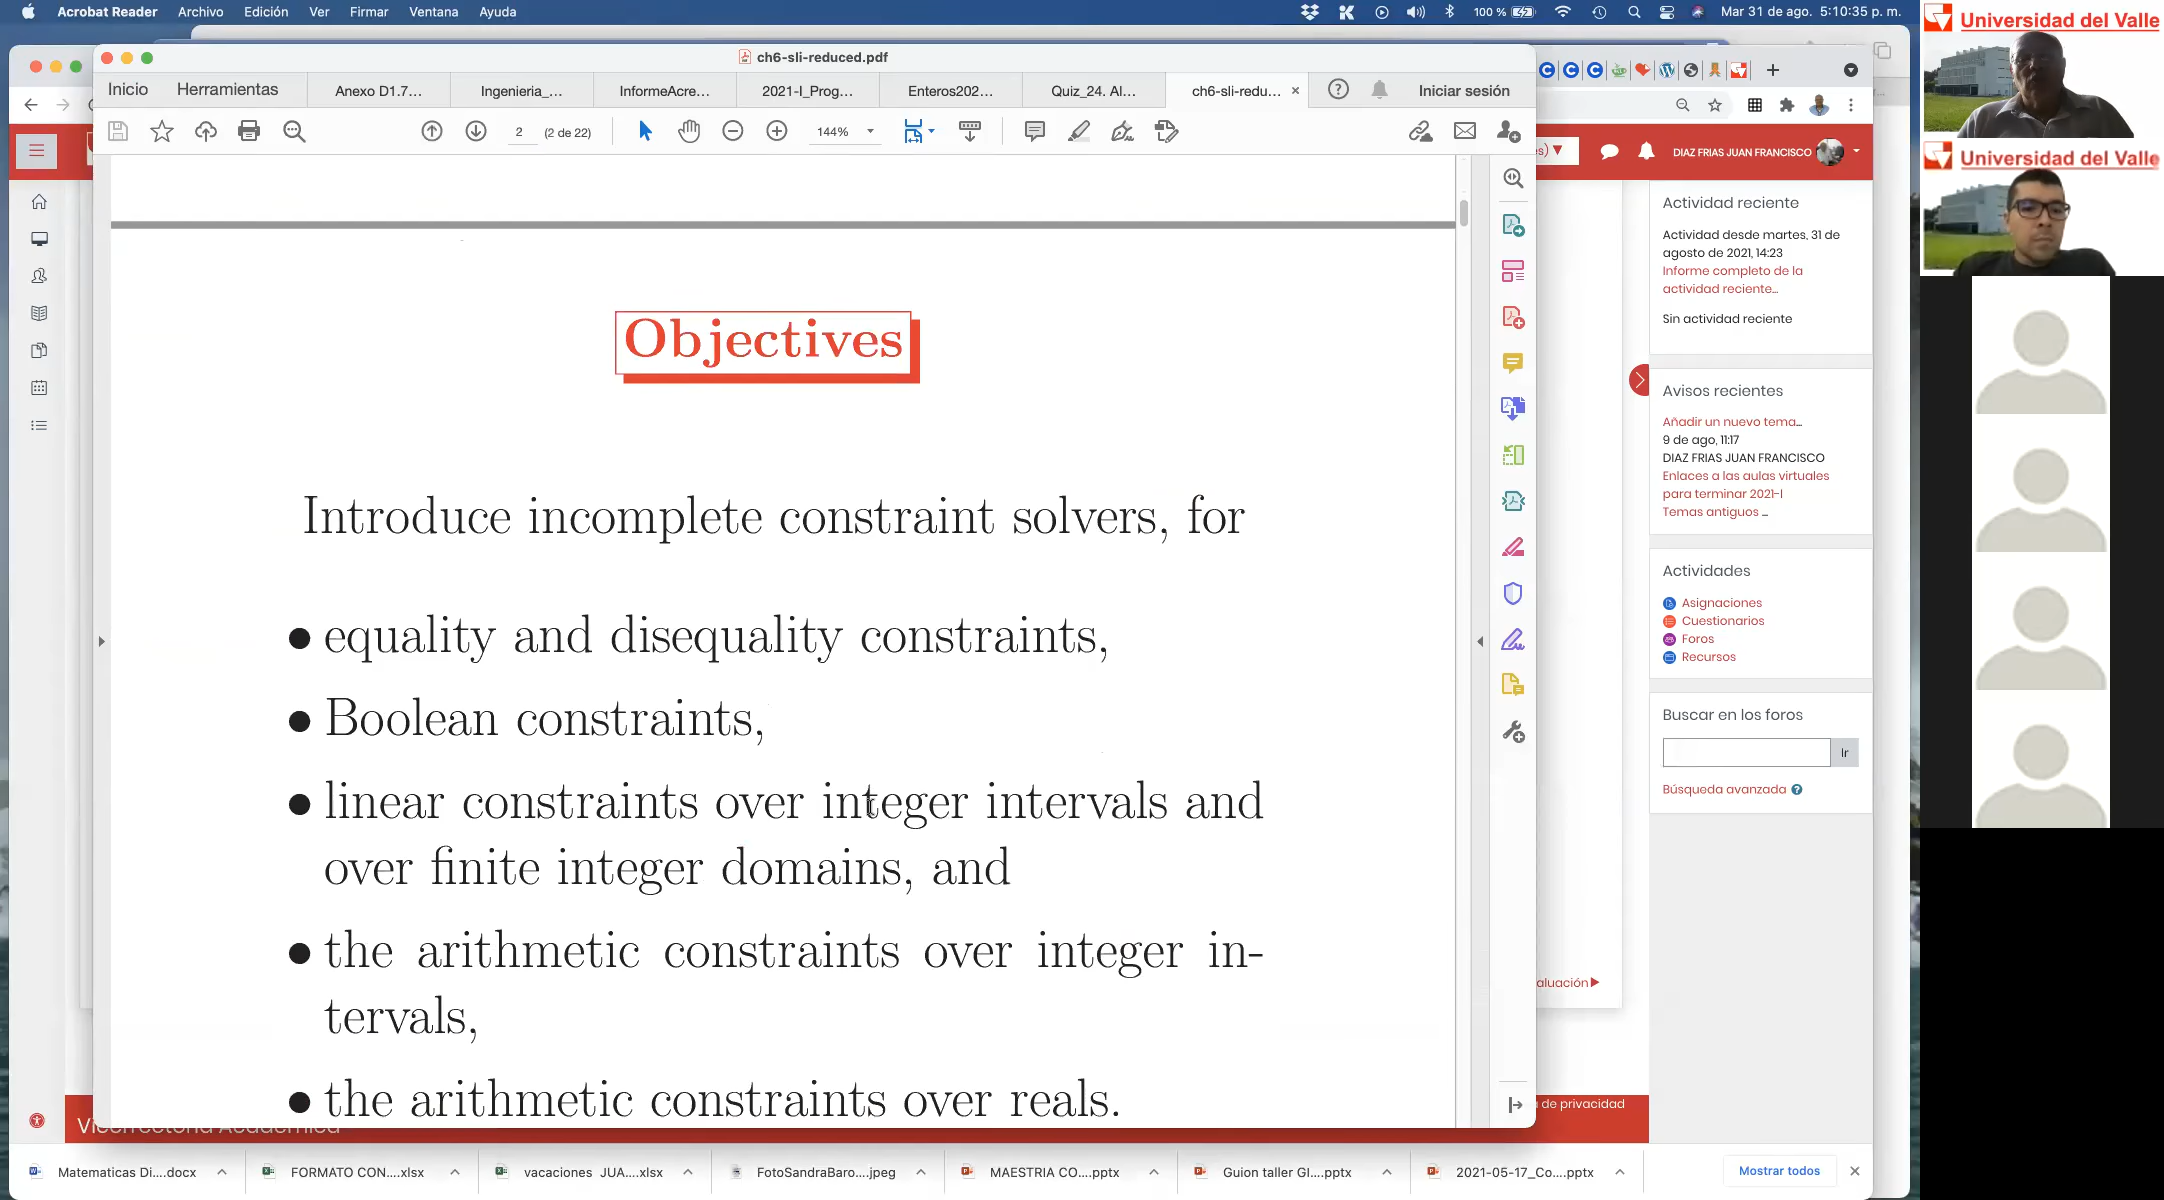 Acrobat Reader Archivo Edición Ver Firmar Ventana Ayuda
100 % Mar 31 de ago. 5:10:35 p. m.
ch6-sli-reduced.pdf
Inicio Herramientas Anexo D1.7... Ingenieria_... InformeAcre... 2021-I_Prog... Enteros202... Quiz_24. Al... ch6-sli-redu... × Iniciar sesión
2 (2 de 22) 144%
Objectives
Introduce incomplete constraint solvers, for
• equality and disequality constraints,
• Boolean constraints,
• linear constraints over integer intervals and
over finite integer domains, and
• the arithmetic constraints over integer in-
tervals,
• the arithmetic constraints over reals.
DIAZ FRIAS JUAN FRANCISCO
Actividad reciente
Actividad desde martes, 31 de
agosto de 2021, 14:23
Informe completo de la
actividad reciente...
Sin actividad reciente
Avisos recientes
Añadir un nuevo tema...
9 de ago, 11:17
DIAZ FRIAS JUAN FRANCISCO
Enlaces a las aulas virtuales
para terminar 2021-I
Temas antiguos ...
Actividades
Asignaciones
Cuestionarios
Foros
Recursos
Buscar en los foros
Ir
Búsqueda avanzada
aluación
de privacidad
Matematicas Di....docx FORMATO CON....xlsx vacaciones JUA....xlsx FotoSandraBaro....jpeg MAESTRIA CO....pptx Guion taller GI....pptx 2021-05-17_Co....pptx Mostrar todos
Universidad del Valle
Universidad del Valle